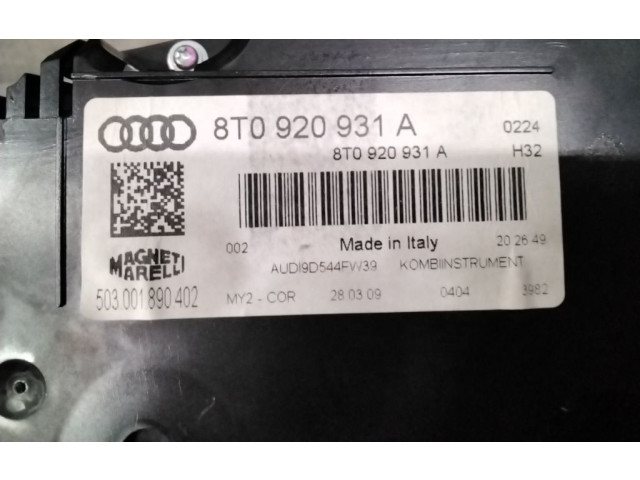 8T0 920 931 A 0224
8T0 920 931 A H32
002 Made in Italy 20 26 49
MAGNETI MARELLI
AUDI9D544FW39 KOMBIINSTRUMENT
503.001.890.402 MY2 - COR 28 03 09 0404 3982